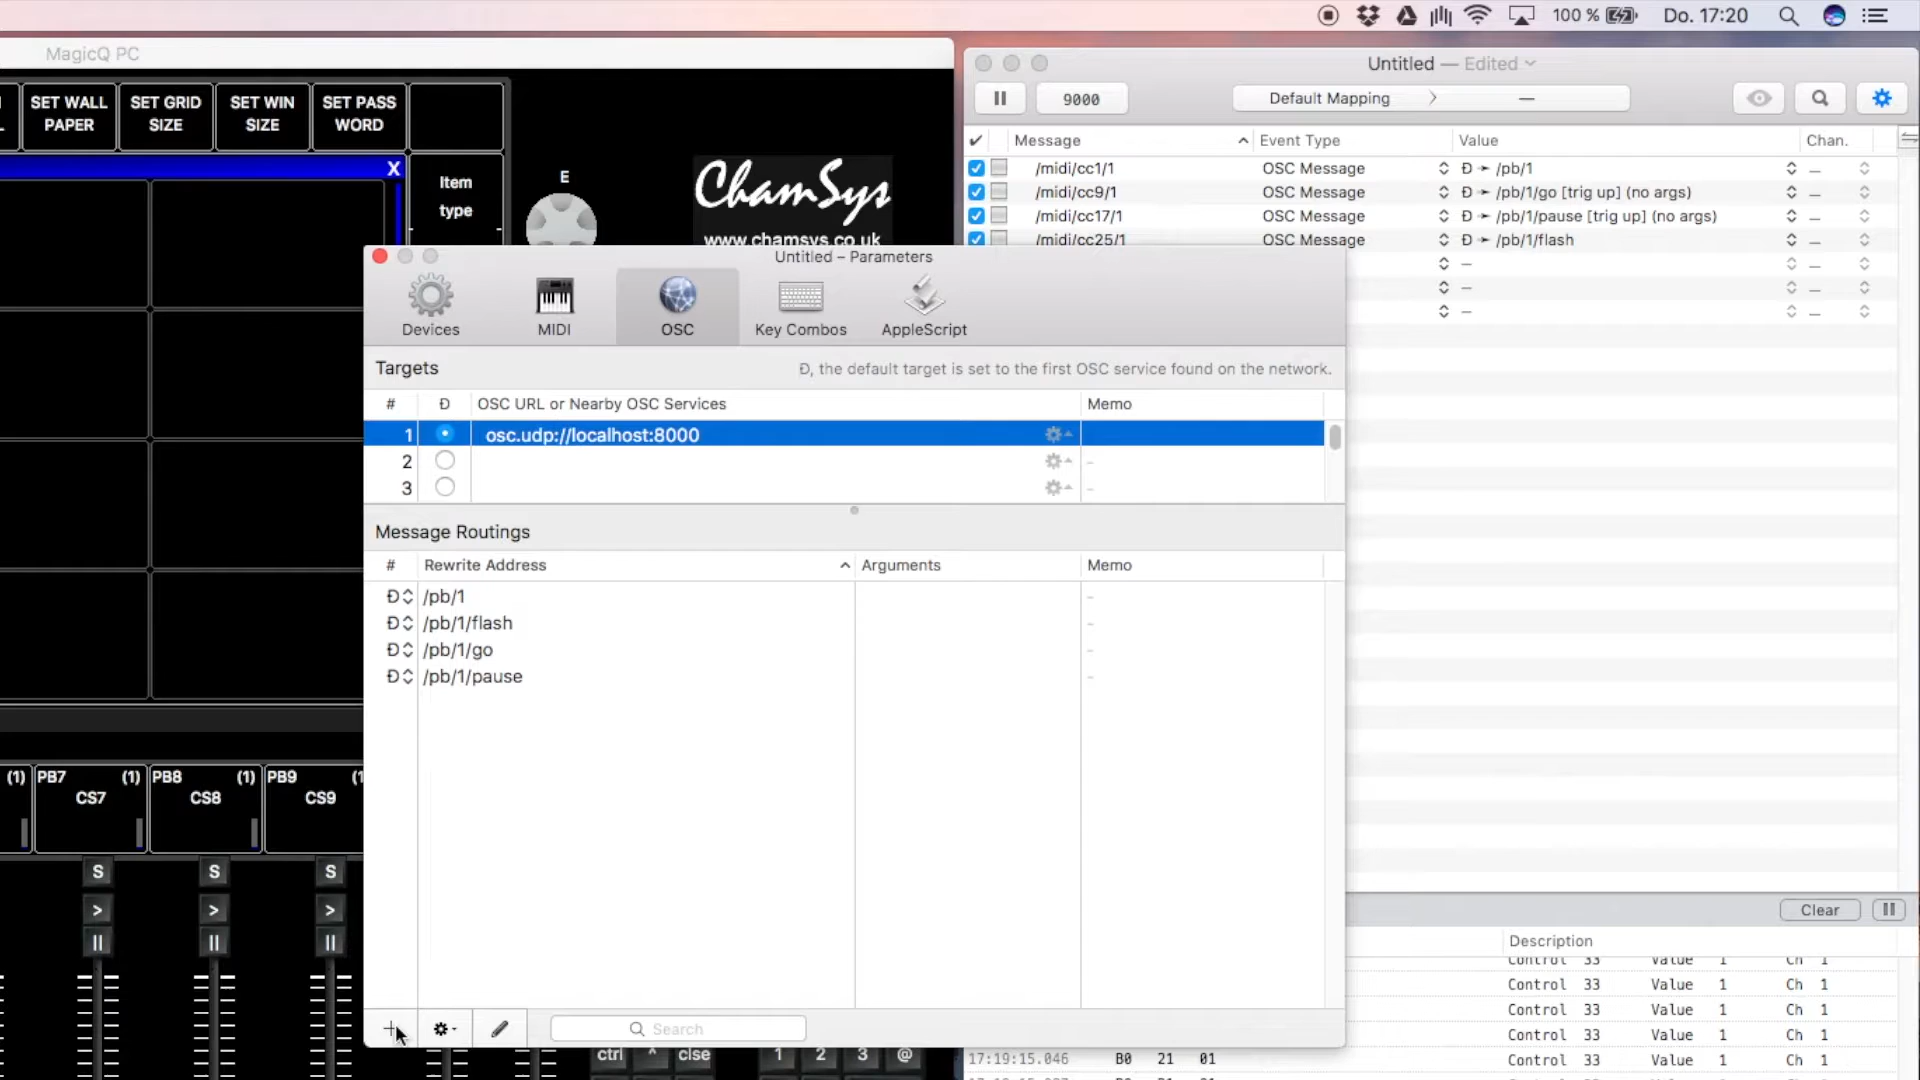 100 %
Do. 17:20
MagicQ PC
SET WALL PAPER
SET GRID SIZE
SET WIN SIZE
SET PASS WORD
X
Item type
E
ChamSys
www.chamsys.co.uk
Untitled — Edited
9000
Default Mapping
—
Message
Event Type
Value
Chan.
/midi/cc1/1 OSC Message Đ /pb/1 –
/midi/cc9/1 OSC Message Đ /pb/1/go [trig up] (no args) –
/midi/cc17/1 OSC Message Đ /pb/1/pause [trig up] (no args) –
/midi/cc25/1 OSC Message Đ /pb/1/flash –
– –
– –
– –
Untitled – Parameters
Devices
MIDI
OSC
Key Combos
AppleScript
Targets
Đ, the default target is set to the first OSC service found on the network.
# Đ OSC URL or Nearby OSC Services Memo
1 osc.udp://localhost:8000
2 –
3 –
Message Routings
# Rewrite Address Arguments Memo
Đ /pb/1 –
Đ /pb/1/flash –
Đ /pb/1/go –
Đ /pb/1/pause –
Search
(1) PB7 (1) PB8 (1) PB9
CS7 CS8 CS9
S S S
> > >
ctrl ^ clse 1 2 3 @
Clear
Description
Control 33 Value 1 Ch 1
Control 33 Value 1 Ch 1
Control 33 Value 1 Ch 1
Control 33 Value 1 Ch 1
17:19:15.046 B0 21 01 Control 33 Value 1 Ch 1